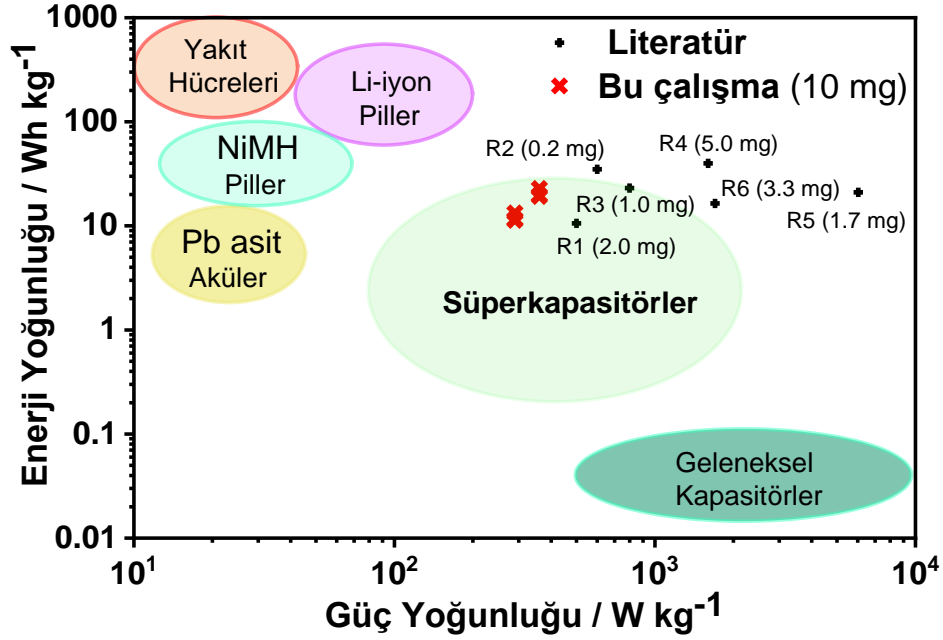 Enerji Yoğunluğu / Wh kg-1
1000
100
10
1
0.1
0.01
Yakıt
Hücreleri
Li-iyon
Piller
NiMH
Piller
Pb asit
Aküler
Literatür
Bu çalışma (10 mg)
R2 (0.2 mg)
R4 (5.0 mg)
R3 (1.0 mg)
R6 (3.3 mg)
R1 (2.0 mg)
R5 (1.7 mg)
Süperkapasitörler
Geleneksel
Kapasitörler
10¹
10²
10³
10⁴
Güç Yoğunluğu / W kg-1